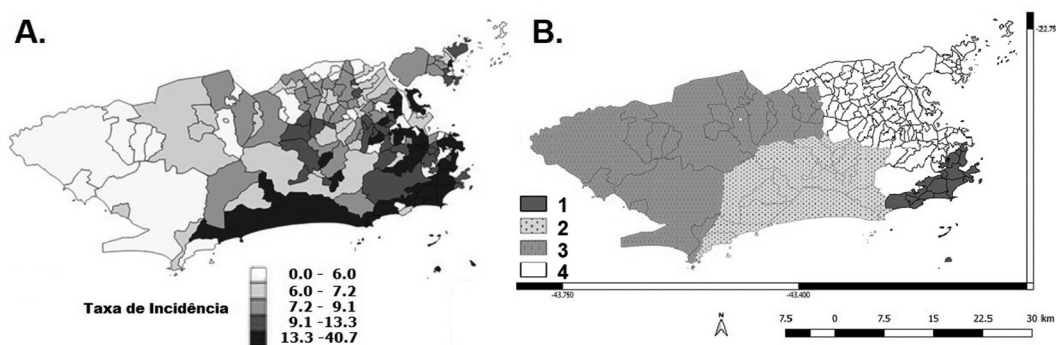 A.
Taxa de Incidência
0.0 - 6.0
6.0 - 7.2
7.2 - 9.1
9.1 -13.3
13.3 -40.7
B.
-22.75
1
2
3
4
-43.750
-43.400
N
7.5 0 7.5 15 22.5 30 km